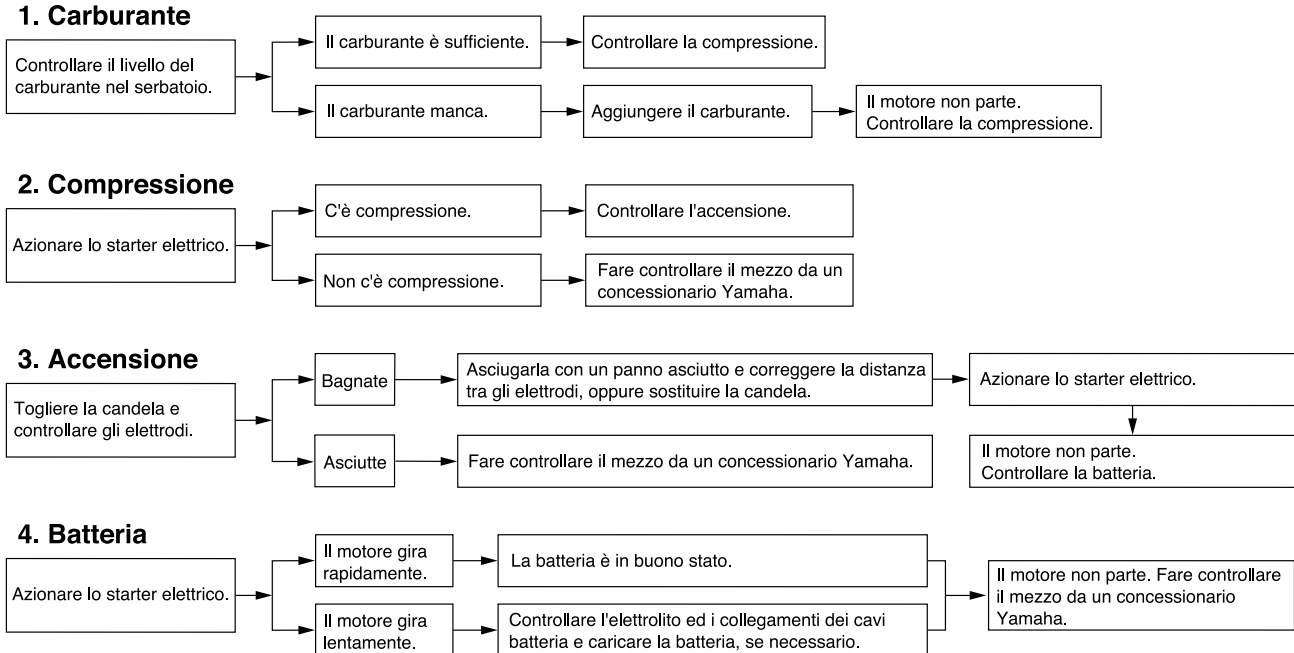 1. Carburante
Controllare il livello del
carburante nel serbatoio.
Il carburante è sufficiente.
Controllare la compressione.
Il carburante manca.
Aggiungere il carburante.
Il motore non parte.
Controllare la compressione.
2. Compressione
Azionare lo starter elettrico.
C'è compressione.
Controllare l'accensione.
Non c'è compressione.
Fare controllare il mezzo da un
concessionario Yamaha.
3. Accensione
Togliere la candela e
controllare gli elettrodi.
Bagnate
Asciugarla con un panno asciutto e correggere la distanza
tra gli elettrodi, oppure sostituire la candela.
Azionare lo starter elettrico.
Asciutte
Fare controllare il mezzo da un concessionario Yamaha.
Il motore non parte.
Controllare la batteria.
4. Batteria
Azionare lo starter elettrico.
Il motore gira
rapidamente.
La batteria è in buono stato.
Il motore gira
lentamente.
Controllare l'elettrolito ed i collegamenti dei cavi
batteria e caricare la batteria, se necessario.
Il motore non parte. Fare controllare
il mezzo da un concessionario
Yamaha.